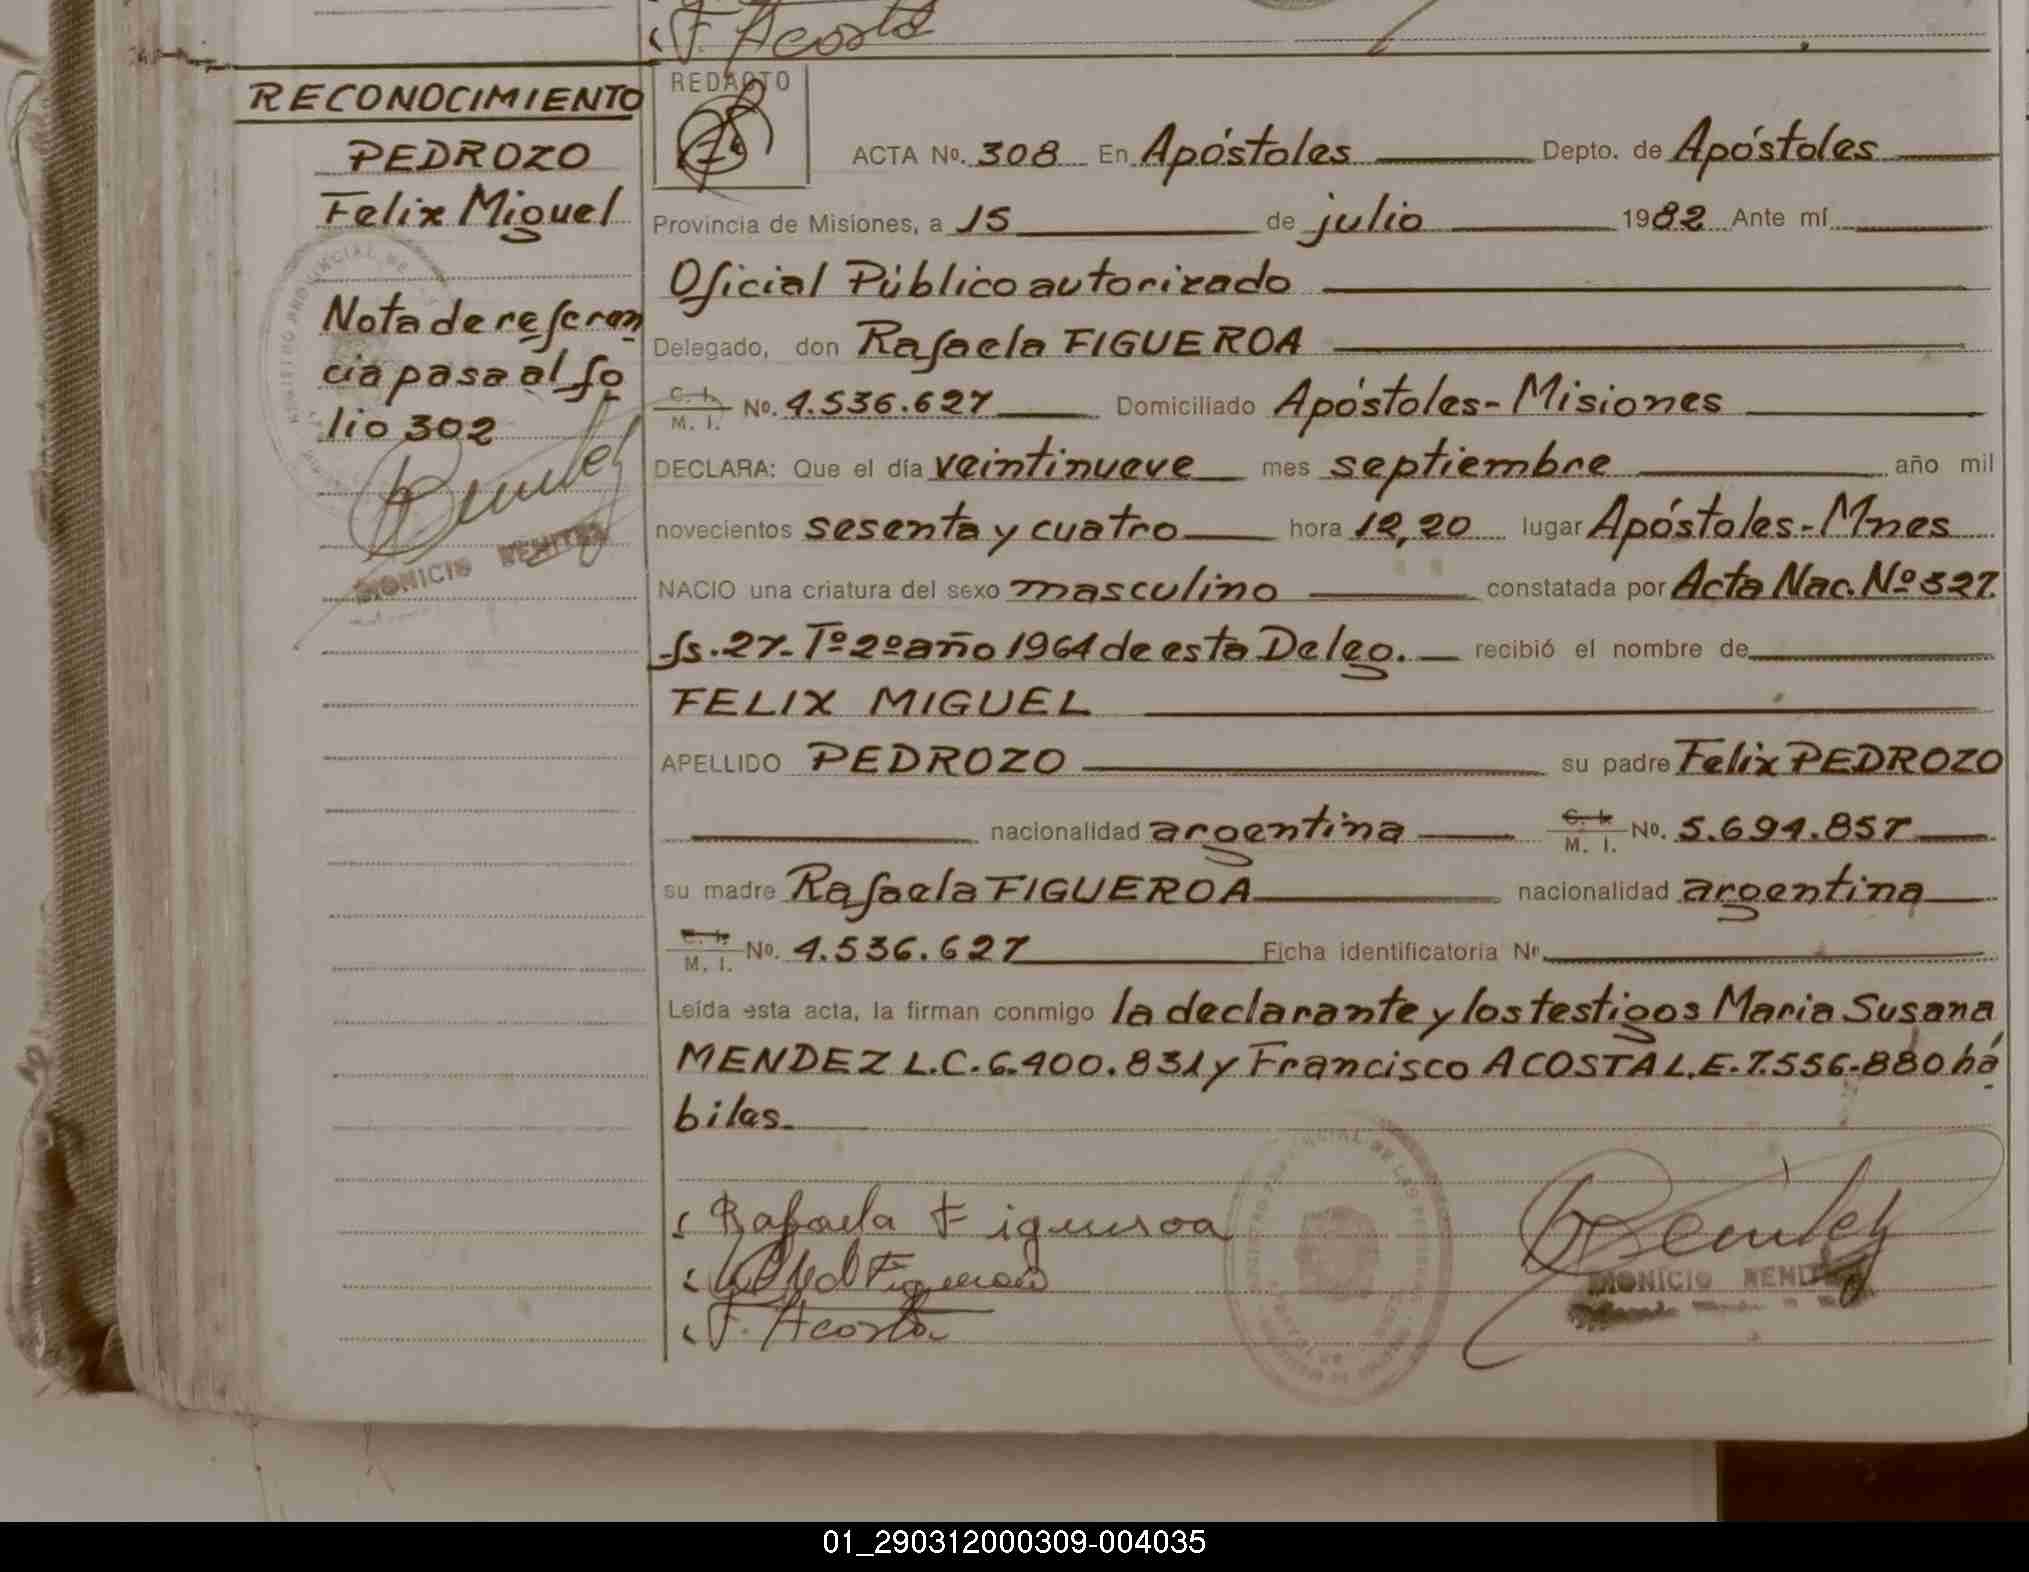 F. Acosta
RECONOCIMIENTO
PEDROZO
Felix Miguel
Nota de referen
cia pasa al fo
lio 302
DIONICIO BENITEZ
REDACTO
ACTA No. 308 En Apóstoles Depto. de Apóstoles
Provincia de Misiones, a 15 de julio 1982 Ante mí
Oficial Público autorizado
Delegado, don Rafaela FIGUEROA
C. I. M. I. No. 4.536.627 Domiciliado Apóstoles - Misiones
DECLARA: Que el día veintinueve mes septiembre año mil
novecientos sesenta y cuatro hora 12,20 lugar Apóstoles - Mnes
NACIO una criatura del sexo masculino constatada por Acta Nac. Nº 327.
fs. 27 - Tº 2º año 1964 de esta Deleg. recibió el nombre de
FELIX MIGUEL
APELLIDO PEDROZO su padre Felix PEDROZO
nacionalidad argentina C. I. M. I. No. 5.694.857
su madre Rafaela FIGUEROA nacionalidad argentina
C. I. M. I. No. 4.536.627 Ficha identificatoria Nº
Leída esta acta, la firman conmigo la declarante y los testigos Maria Susana
MENDEZ L.C. 6.400.831 y Francisco ACOSTA L.E. 7.556.880 há
biles.
Rafaela Figueroa
F. Acosta
DIONICIO BENITEZ
01_290312000309-004035